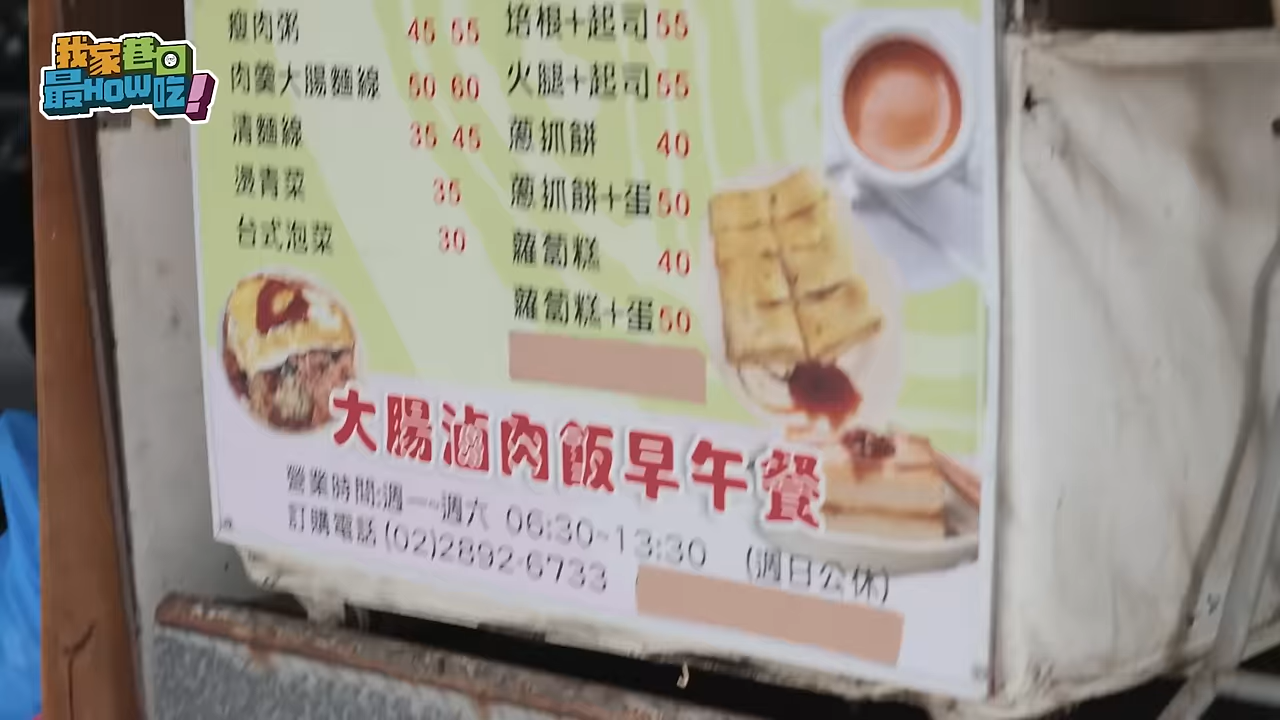 我家巷口
最HOW吃!
瘦肉粥 45 55
肉羹大腸麵線 50 60
清麵線 35 45
燙青菜 35
台式泡菜 30
培根+起司 55
火腿+起司 55
蔥抓餅 40
蔥抓餅+蛋 50
蘿蔔糕 40
蘿蔔糕+蛋 50
大腸滷肉飯早午餐
營業時間:週一~週六 06:30~13:30 (週日公休)
訂購電話(02)2892-6733